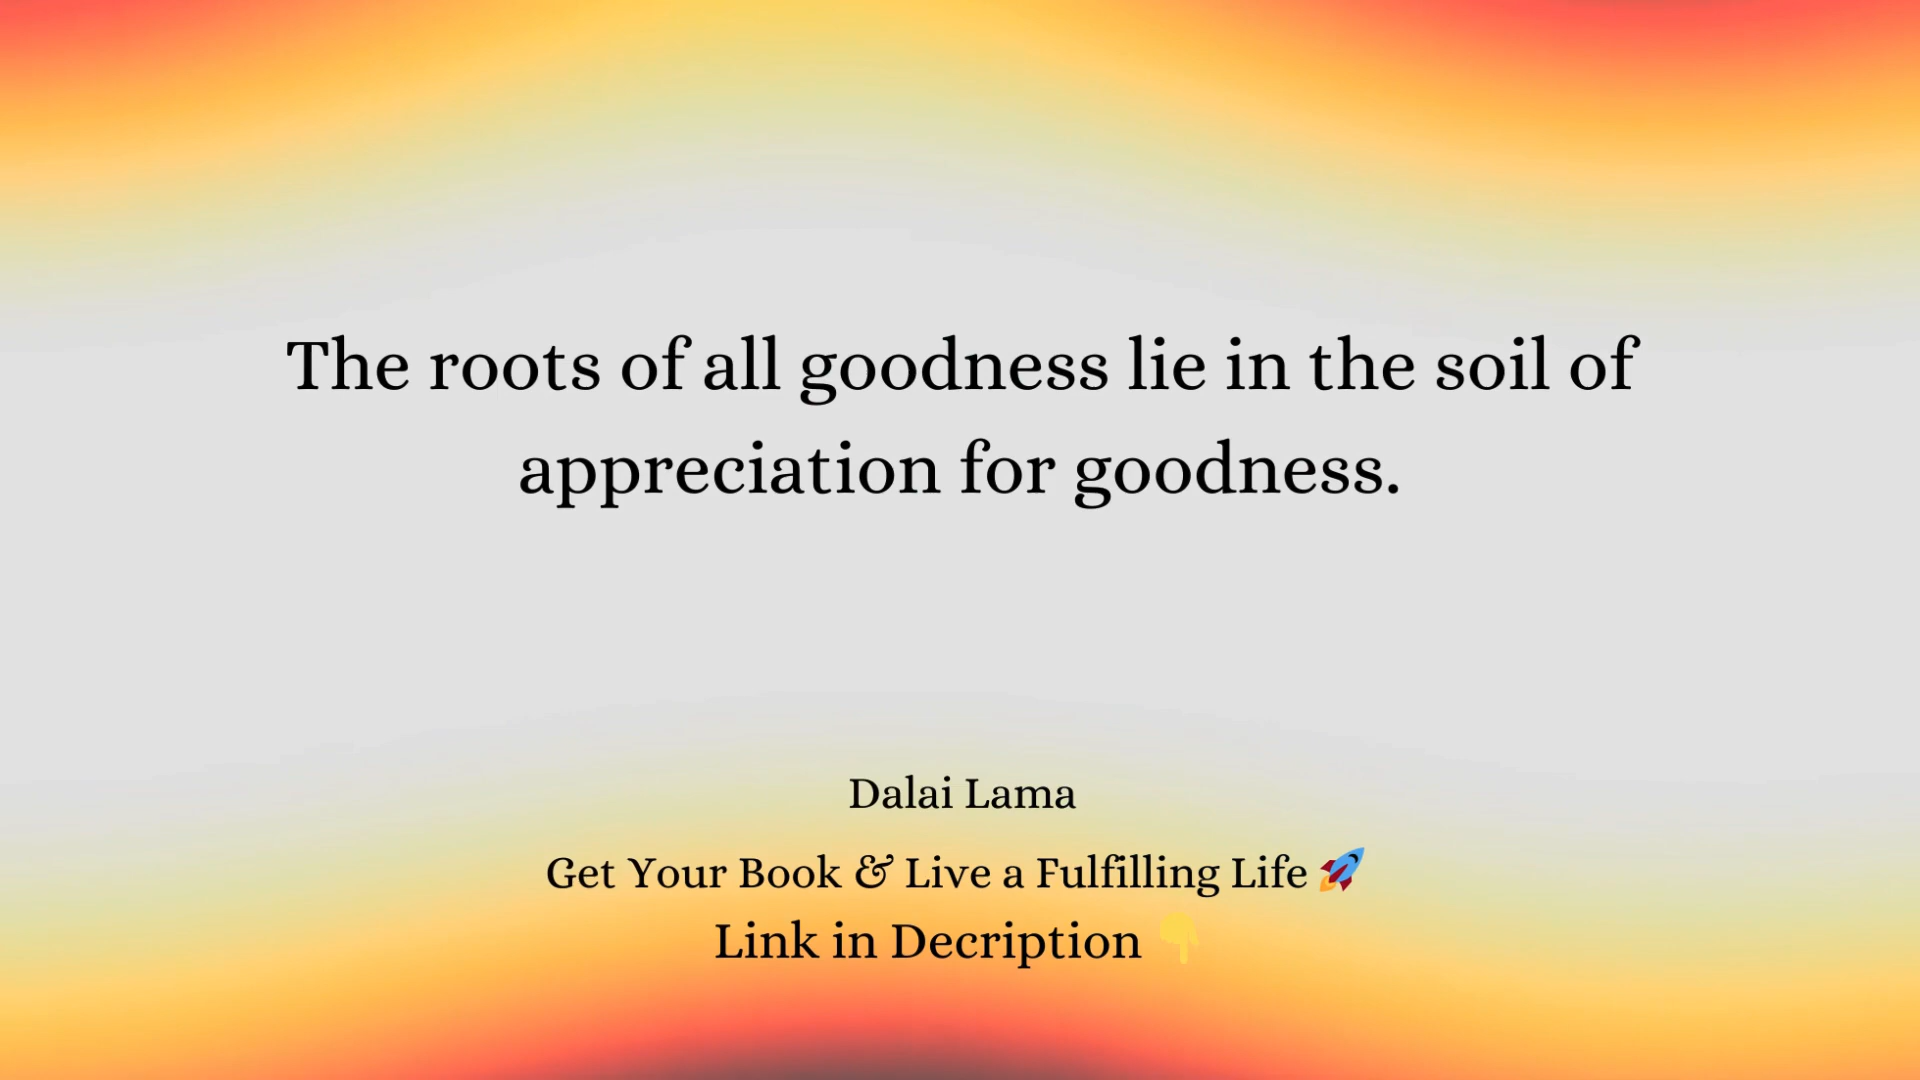 The roots of all goodness lie in the soil of
appreciation for goodness.
Dalai Lama
Get Your Book & Live a Fulfilling Life 🚀
Link in Decription 👇